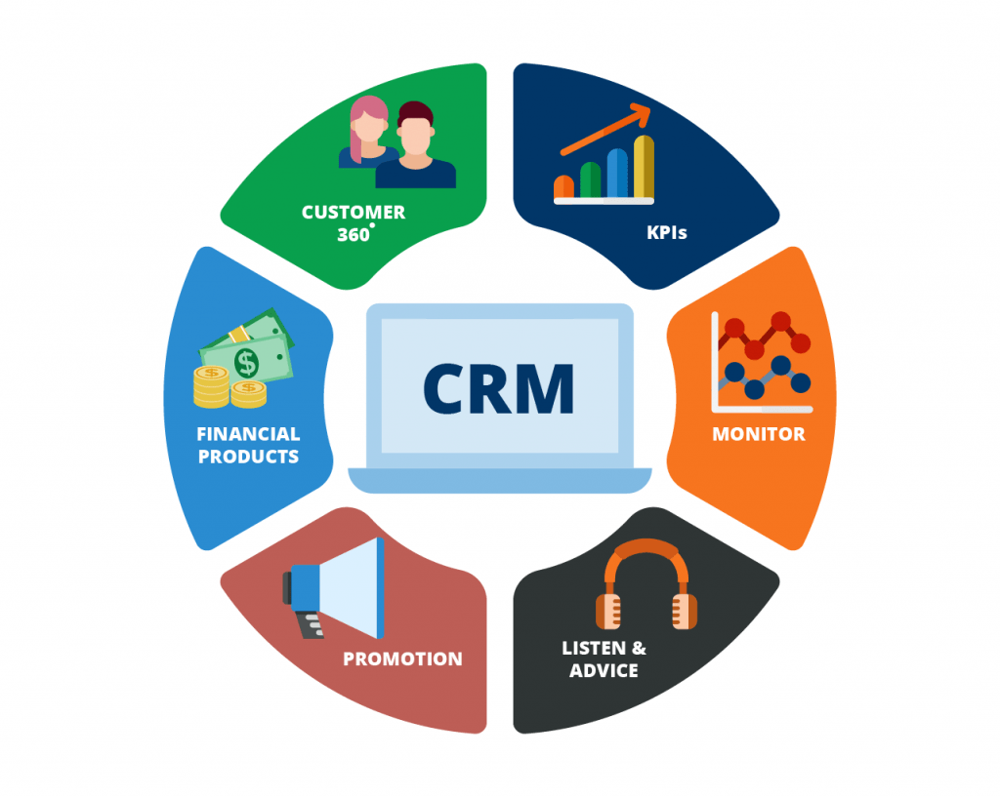 CUSTOMER
360°
KPIs
FINANCIAL
PRODUCTS
CRM
MONITOR
PROMOTION
LISTEN &
ADVICE